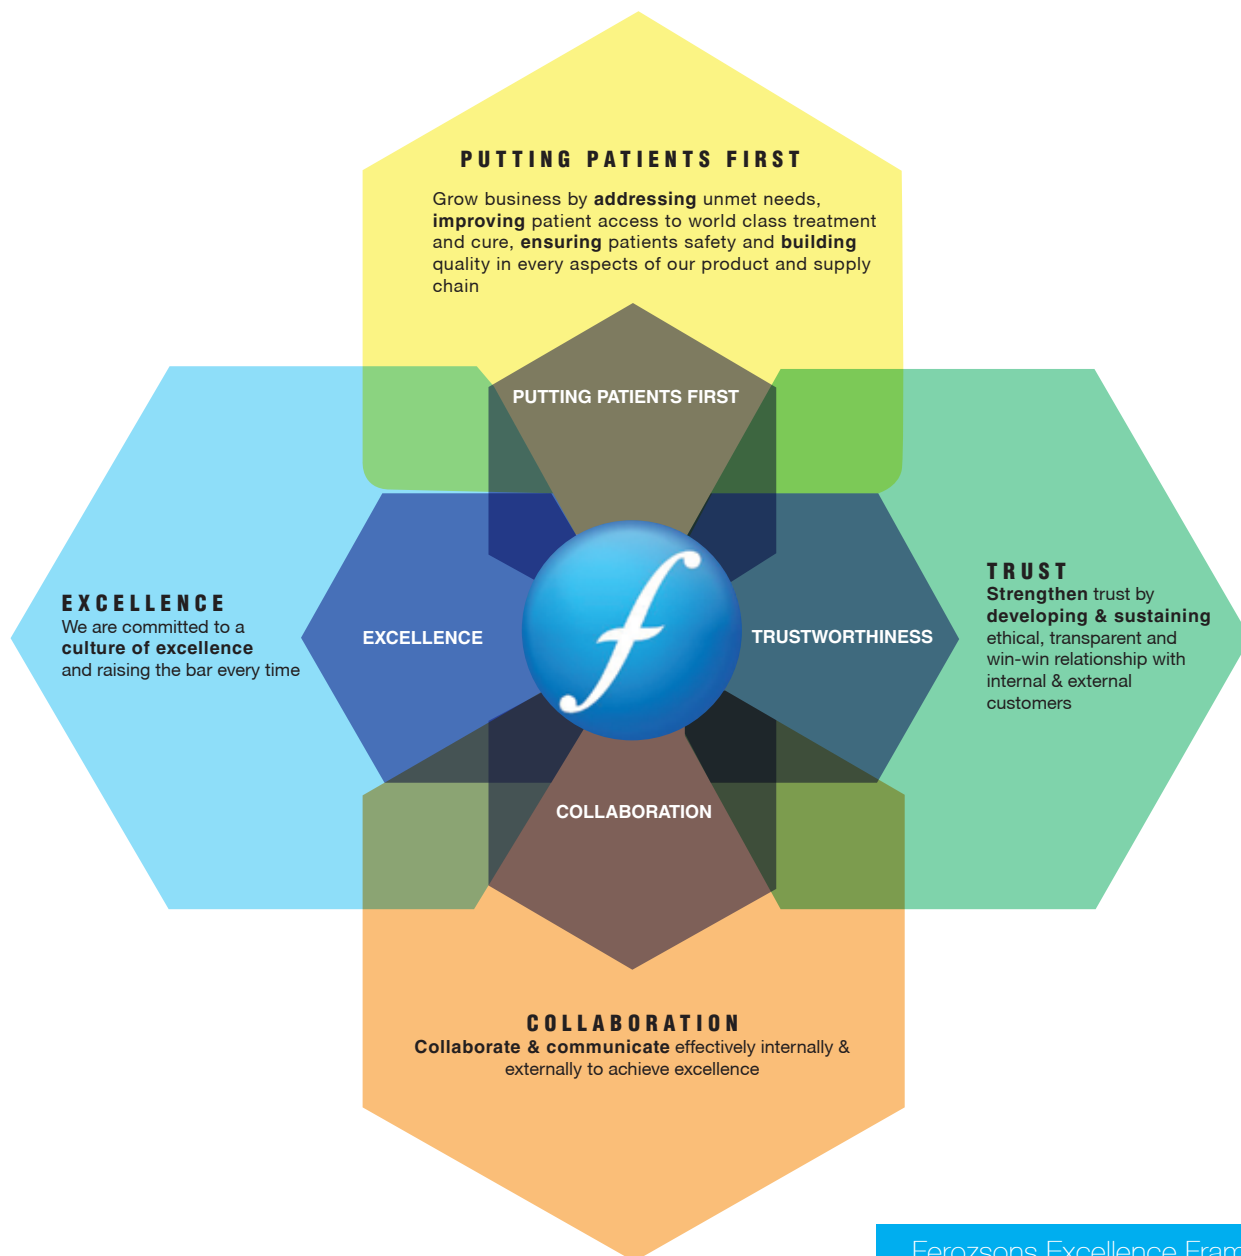 PUTTING PATIENTS FIRST
Grow business by addressing unmet needs,
improving patient access to world class treatment
and cure, ensuring patients safety and building
quality in every aspects of our product and supply
chain
PUTTING PATIENTS FIRST
EXCELLENCE
We are committed to a
culture of excellence
and raising the bar every time
EXCELLENCE
f
TRUSTWORTHINESS
TRUST
Strengthen trust by
developing & sustaining
ethical, transparent and
win-win relationship with
internal & external
customers
COLLABORATION
COLLABORATION
Collaborate & communicate effectively internally &
externally to achieve excellence
Ferozsons Excellence